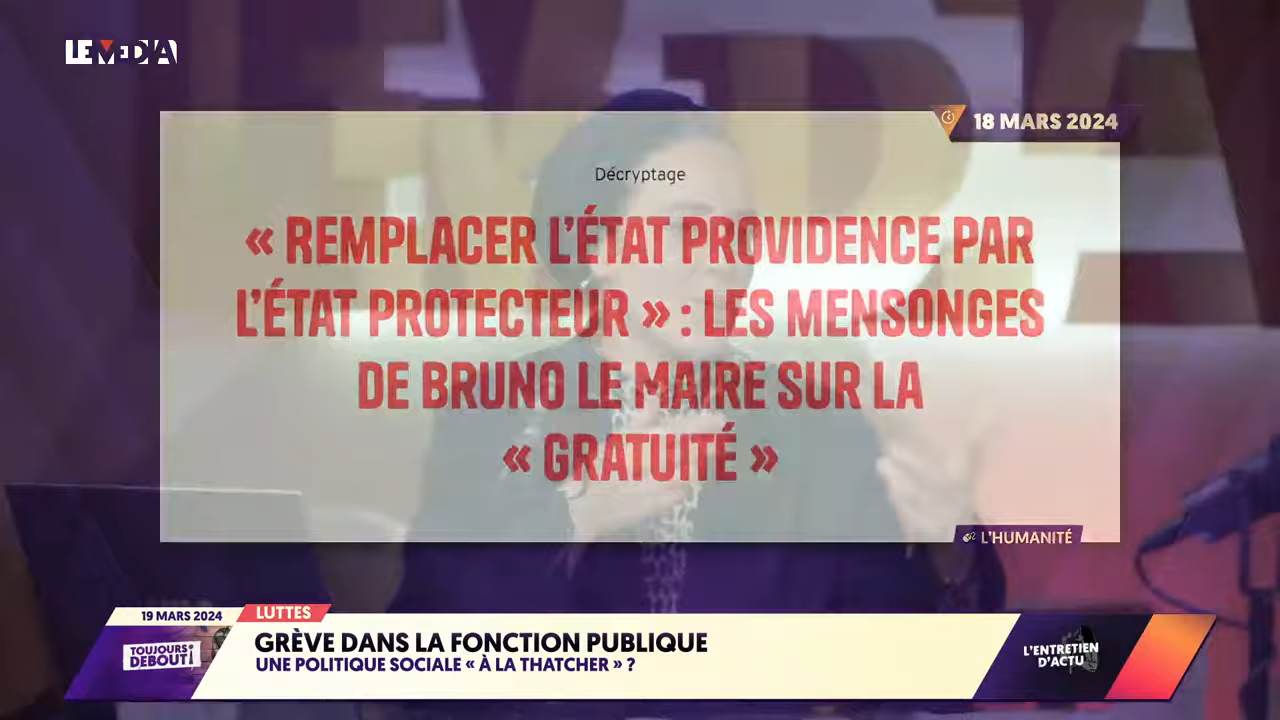 LE MEDIA
18 MARS 2024
Décryptage
« REMPLACER L'ÉTAT PROVIDENCE PAR
L'ÉTAT PROTECTEUR » : LES MENSONGES
DE BRUNO LE MAIRE SUR LA
« GRATUITÉ »
L'HUMANITÉ
19 MARS 2024
LUTTES
TOUJOURS
DEBOUT !
GRÈVE DANS LA FONCTION PUBLIQUE
UNE POLITIQUE SOCIALE « À LA THATCHER » ?
L'ENTRETIEN
D'ACTU